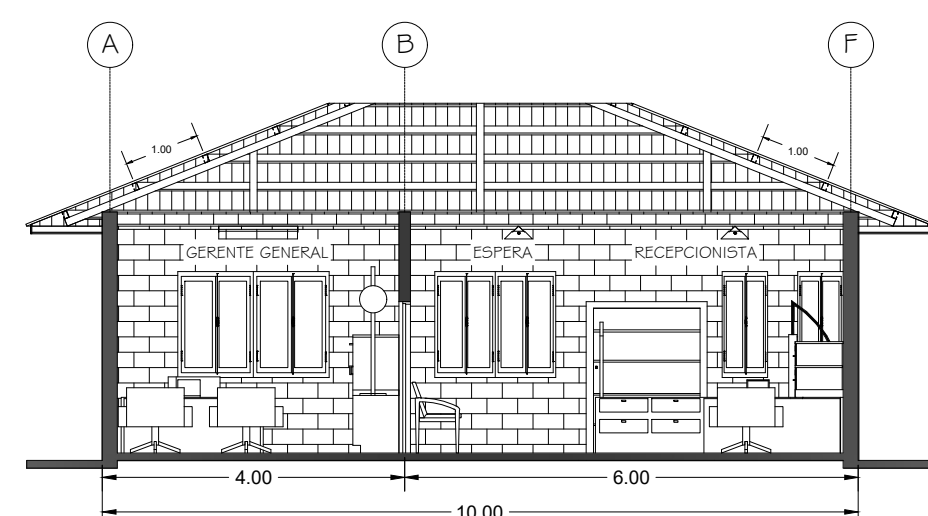 A B F
1.00 1.00
GERENTE GENERAL ESPERA RECEPCIONISTA
4.00 6.00
10.00